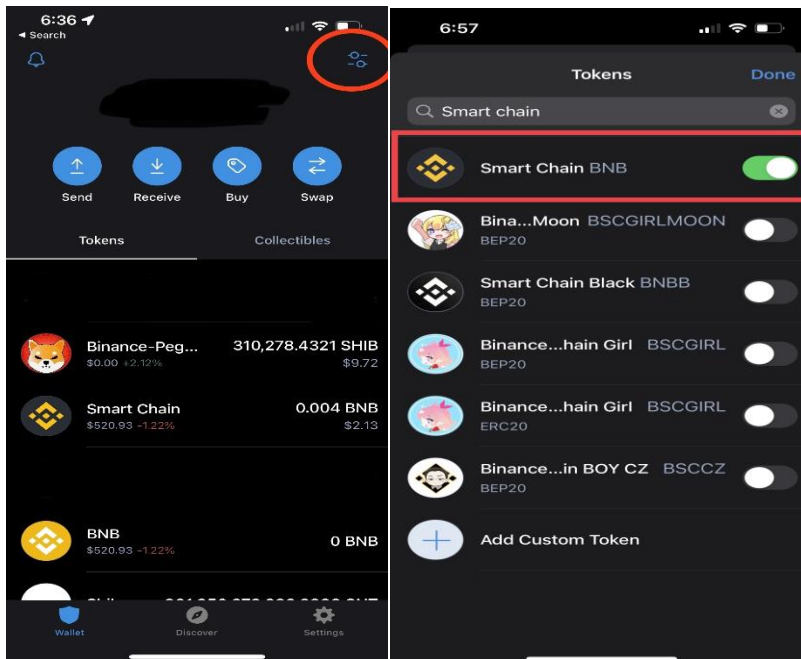 6:36
Search
Send
Receive
Buy
Swap
Tokens
Collectibles
Binance-Peg...
310,278.4321 SHIB
$0.00 +2.12%
$9.72
Smart Chain
0.004 BNB
$520.93 -1.22%
$2.13
BNB
0 BNB
$520.93 -1.22%
Wallet
Discover
Settings
6:57
Tokens
Done
Smart chain
Smart Chain BNB
Bina...Moon BSCGIRLMOON
BEP20
Smart Chain Black BNBB
BEP20
Binance...hain Girl BSCGIRL
BEP20
Binance...hain Girl BSCGIRL
ERC20
Binance...in BOY CZ BSCCZ
BEP20
Add Custom Token